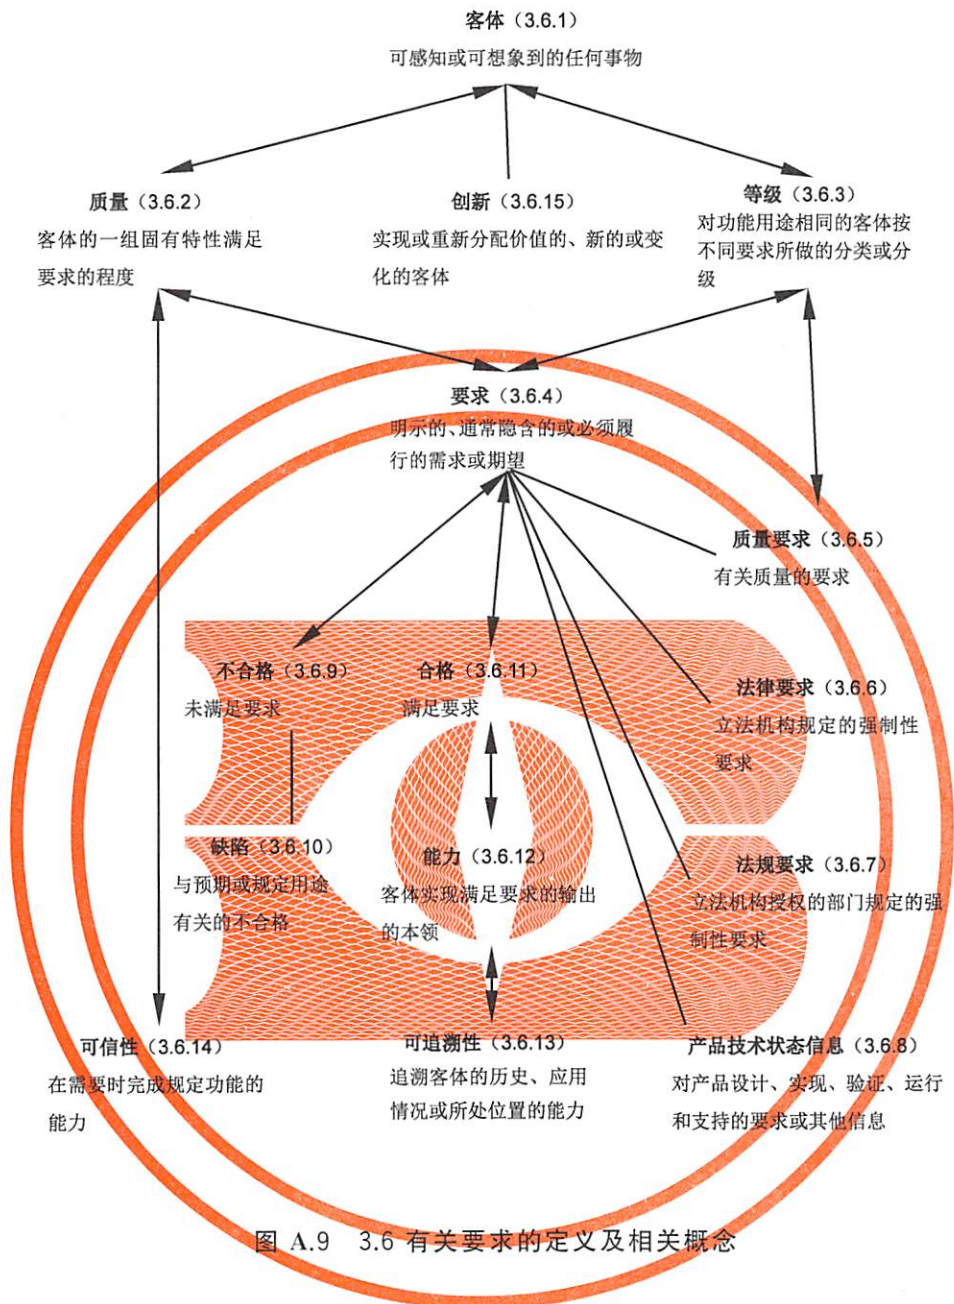 客体（3.6.1）
可感知或可想象到的任何事物
质量（3.6.2）
客体的一组固有特性满足
要求的程度
创新（3.6.15）
实现或重新分配价值的、新的或变
化的客体
等级（3.6.3）
对功能用途相同的客体按
不同要求所做的分类或分
级
要求（3.6.4）
明示的、通常隐含的或必须履
行的需求或期望
质量要求（3.6.5）
有关质量的要求
不合格（3.6.9）
未满足要求
合格（3.6.11）
满足要求
法律要求（3.6.6）
立法机构规定的强制性
要求
缺陷（3.6.10）
与预期或规定用途
有关的不合格
能力（3.6.12）
客体实现满足要求的输出
的本领
法规要求（3.6.7）
立法机构授权的部门规定的强
制性要求
可信性（3.6.14）
在需要时完成规定功能的
能力
可追溯性（3.6.13）
追溯客体的历史、应用
情况或所处位置的能力
产品技术状态信息（3.6.8）
对产品设计、实现、验证、运行
和支持的要求或其他信息
图 A.9 3.6 有关要求的定义及相关概念